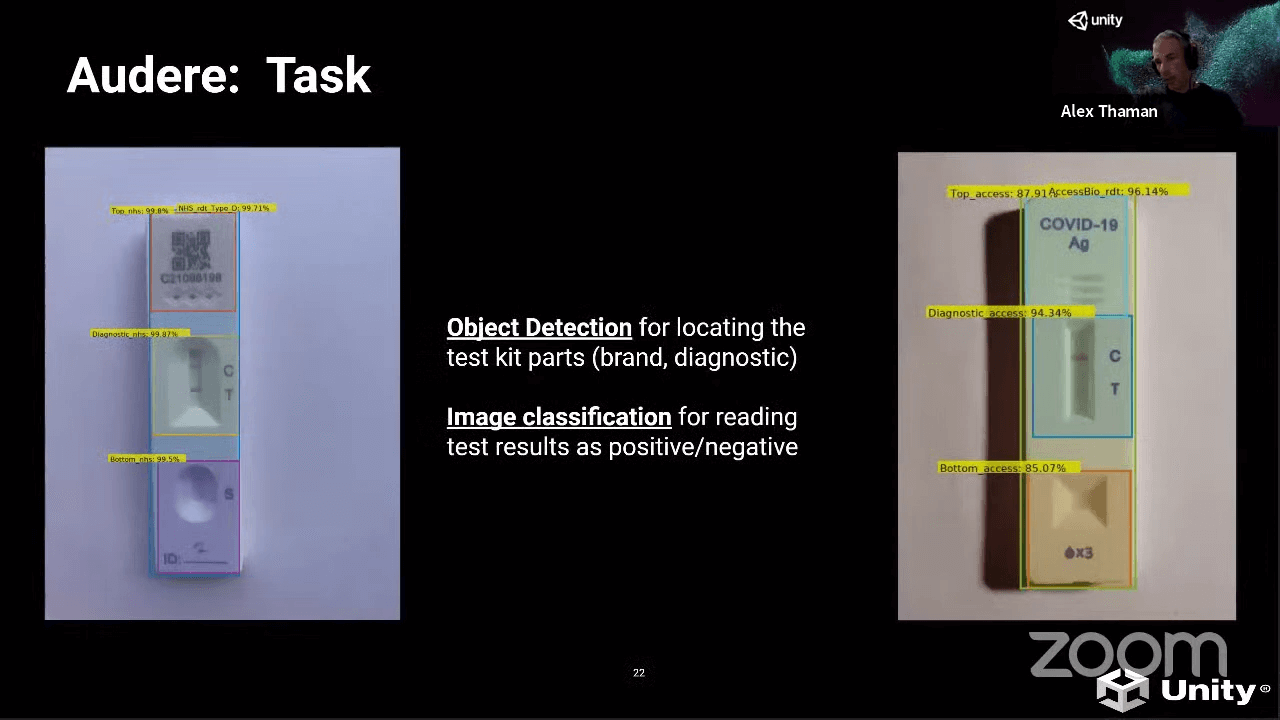 unity
Audere: Task
Alex Thaman
Top_nhs: 99.8%
NHS_rdt_Type_O: 99.71%
C21098198
Diagnostic_nhs: 99.87%
C
T
Bottom_nhs: 99.5%
S
ID:
Object Detection for locating the
test kit parts (brand, diagnostic)
Image classification for reading
test results as positive/negative
Top_access: 87.91%
AccessBio_rdt: 96.14%
COVID-19
Ag
Diagnostic_access: 94.34%
C
T
Bottom_access: 85.07%
x3
zoom
Unity®
22